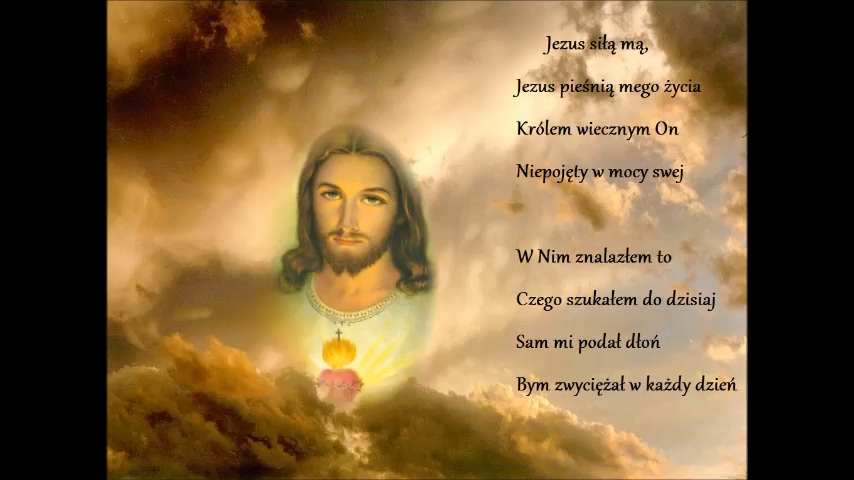 Jezus siłą mą,
Jezus pieśnią mego życia
Królem wiecznym On
Niepojęty w mocy swej
W Nim znalazłem to
Czego szukałem do dzisiaj
Sam mi podał dłoń
Bym zwyciężał w każdy dzień